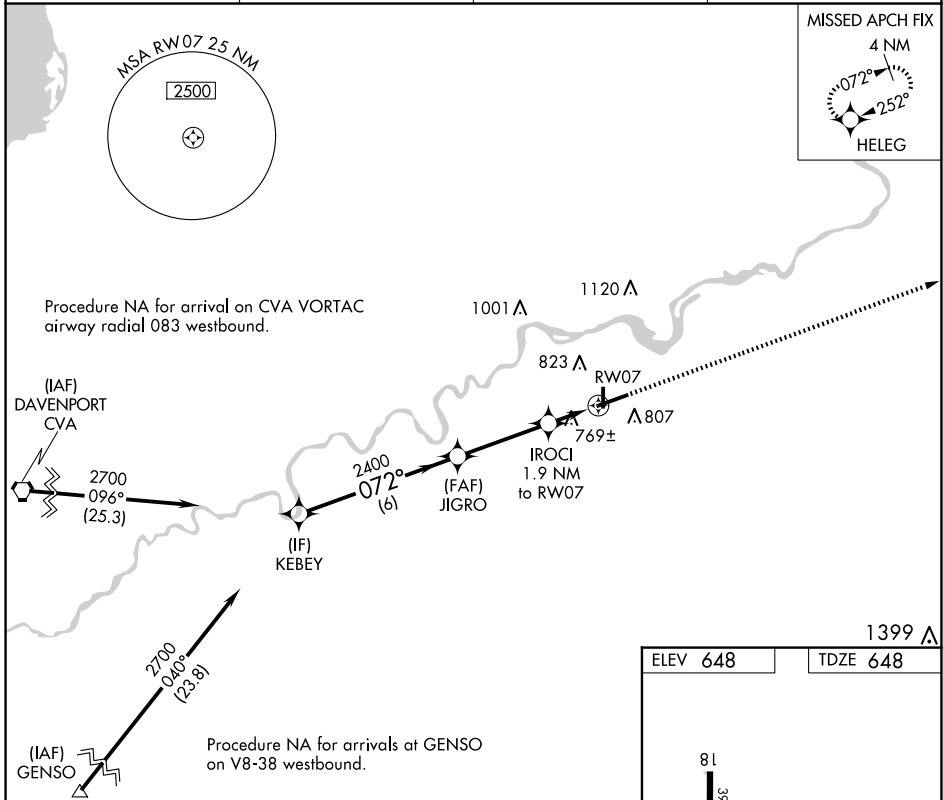 MISSED APCH FIX
4 NM
072°
252°
HELEG
MSA RW07 25 NM
2500
Procedure NA for arrival on CVA VORTAC
airway radial 083 westbound.
1001
1120
823
RW07
807
769±
IROCI
1.9 NM
to RW07
(IAF)
DAVENPORT
CVA
2700
096°
(25.3)
2400
072°
(6)
(FAF)
JIGRO
(IF)
KEBEY
2700
040°
(23.8)
(IAF)
GENSO
Procedure NA for arrivals at GENSO
on V8-38 westbound.
1399
ELEV 648
TDZE 648
18
39